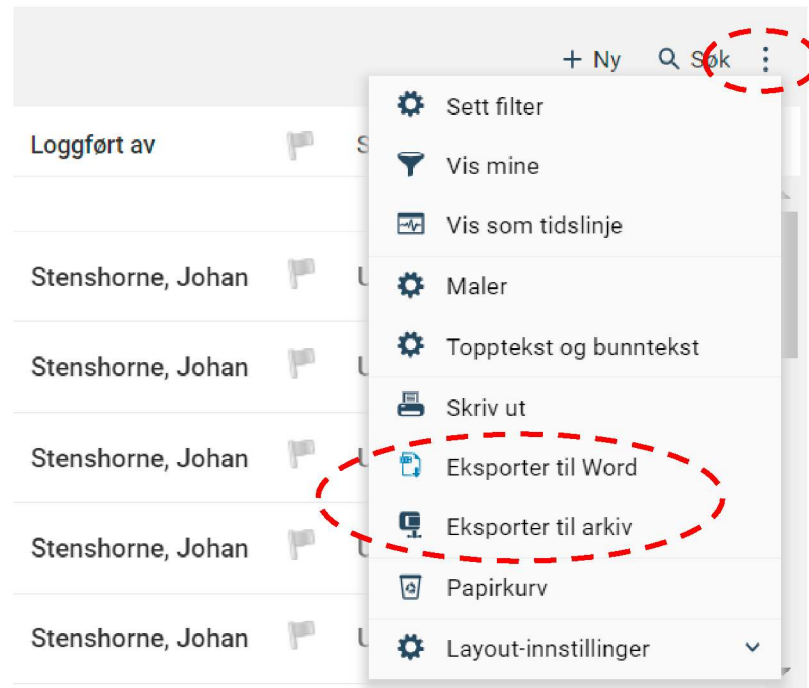 + Ny Søk
Sett filter
Loggført av S
Vis mine
Vis som tidslinje
Stenshorne, Johan
Maler
Topptekst og bunntekst
Stenshorne, Johan
Skriv ut
Stenshorne, Johan Eksporter til Word
Eksporter til arkiv
Stenshorne, Johan
Papirkurv
Stenshorne, Johan
Layout-innstillinger